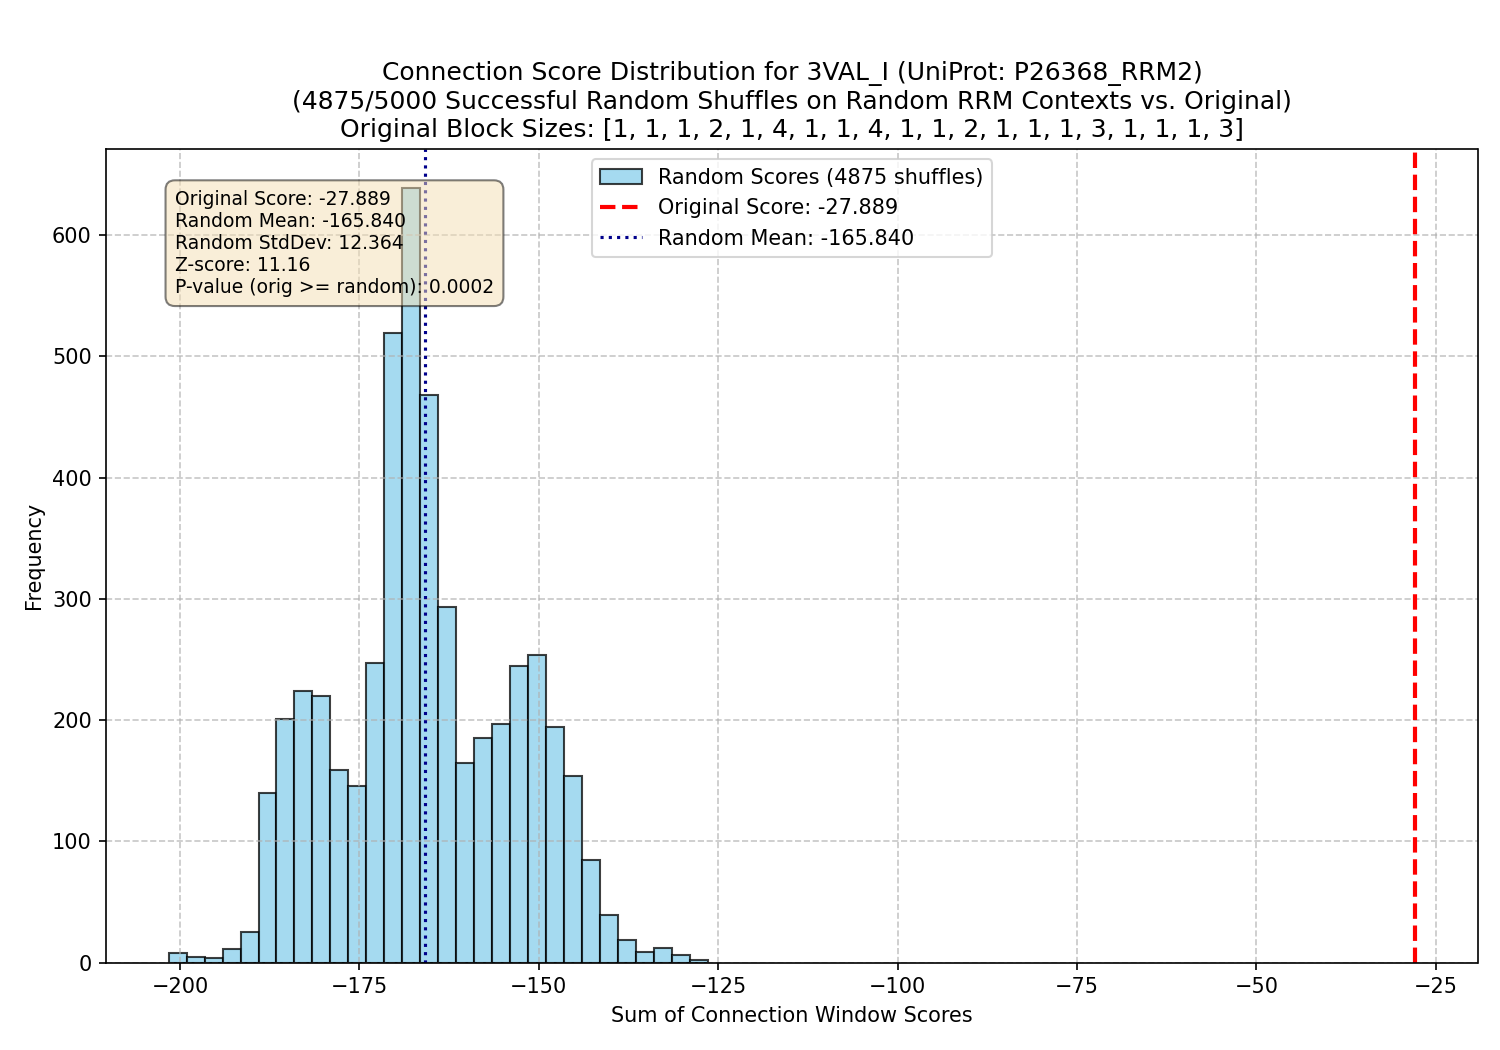 Connection Score Distribution for 3VAL_I (UniProt: P26368_RRM2)
(4875/5000 Successful Random Shuffles on Random RRM Contexts vs. Original)
Original Block Sizes: [1, 1, 1, 2, 1, 4, 1, 1, 4, 1, 1, 2, 1, 1, 1, 3, 1, 1, 1, 3]
Original Score: -27.889
Random Mean: -165.840
Random StdDev: 12.364
Z-score: 11.16
P-value (orig >= random): 0.0002
Random Scores (4875 shuffles)
Original Score: -27.889
Random Mean: -165.840
Frequency
600
500
400
300
200
100
0
−200 −175 −150 −125 −100 −75 −50 −25
Sum of Connection Window Scores